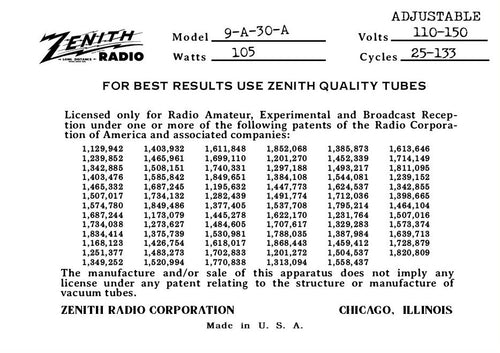 ADJUSTABLE
ZENITH RADIO
LONG DISTANCE
Model 9-A-30-A Volts 110-150
Watts 105 Cycles 25-133
FOR BEST RESULTS USE ZENITH QUALITY TUBES
Licensed only for Radio Amateur, Experimental and Broadcast Recep-
tion under one or more of the following patents of the Radio Corpora-
tion of America and associated companies:
1,129,942 1,403,932 1,611,848 1,852,068 1,385,873 1,613,646
1,239,852 1,465,961 1,699,110 1,201,270 1,452,339 1,714,149
1,342,885 1,508,151 1,740,331 1,297,188 1,493,217 1,811,095
1,403,476 1,585,842 1,849,651 1,384,108 1,544,081 1,239,152
1,465,332 1,687,245 1,195,632 1,447,773 1,624,537 1,342,855
1,507,017 1,734,132 1,282,439 1,491,774 1,712,036 1,398,665
1,574,780 1,849,486 1,377,405 1,537,708 1,795,214 1,464,104
1,687,244 1,173,079 1,445,278 1,622,170 1,231,764 1,507,016
1,734,038 1,273,627 1,484,605 1,707,617 1,329,283 1,573,374
1,834,414 1,375,739 1,530,981 1,788,035 1,387,984 1,639,713
1,168,123 1,426,754 1,618,017 1,868,443 1,459,412 1,728,879
1,251,377 1,483,273 1,702,833 1,201,272 1,504,537 1,820,809
1,349,252 1,520,994 1,770,838 1,313,094 1,558,437
The manufacture and/or sale of this apparatus does not imply any
license under any patent relating to the structure or manufacture of
vacuum tubes.
ZENITH RADIO CORPORATION CHICAGO, ILLINOIS
Made in U. S. A.